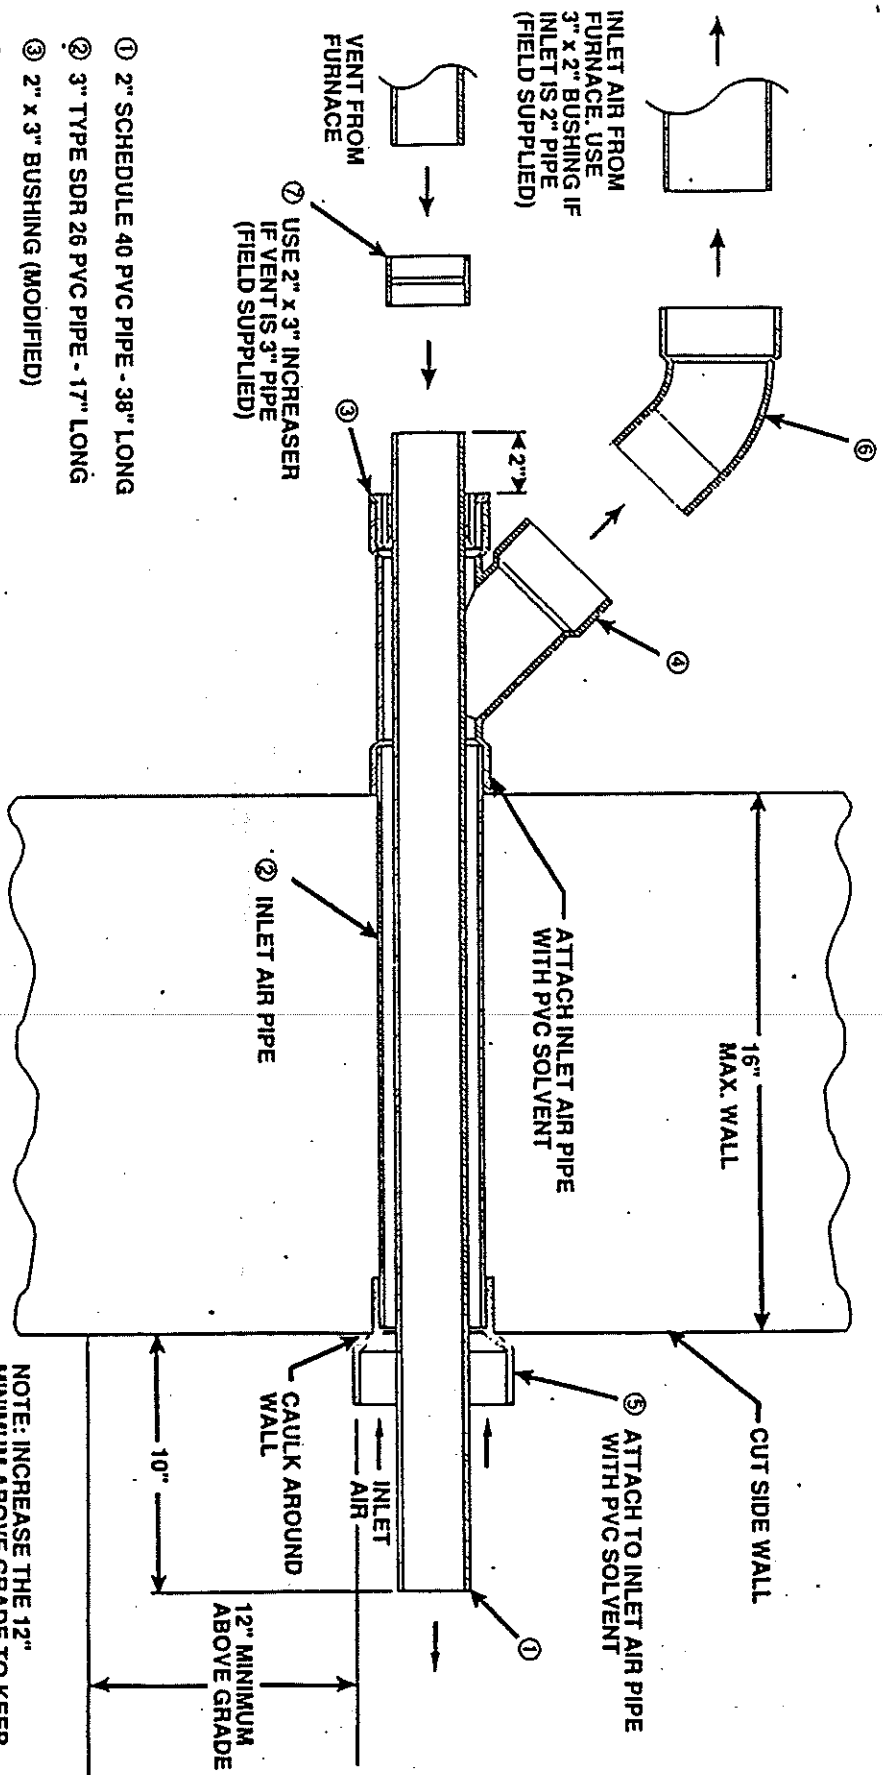 INLET AIR FROM
FURNACE. USE
3" x 2" BUSHING IF
INLET IS 2" PIPE
(FIELD SUPPLIED)
⑥
VENT FROM
FURNACE
⑦ USE 2" x 3" INCREASER
IF VENT IS 3" PIPE
(FIELD SUPPLIED)
2"
③
④
16"
MAX. WALL
ATTACH INLET AIR PIPE
WITH PVC SOLVENT
② INLET AIR PIPE
CUT SIDE WALL
⑤ ATTACH TO INLET AIR PIPE
WITH PVC SOLVENT
INLET
AIR
CAULK AROUND
WALL
①
10"
12" MINIMUM
ABOVE GRADE
① 2" SCHEDULE 40 PVC PIPE - 38" LONG
② 3" TYPE SDR 26 PVC PIPE - 17" LONG
③ 2" x 3" BUSHING (MODIFIED)
NOTE: INCREASE THE 12"
MINIMUM ABOVE GRADE TO KEEP